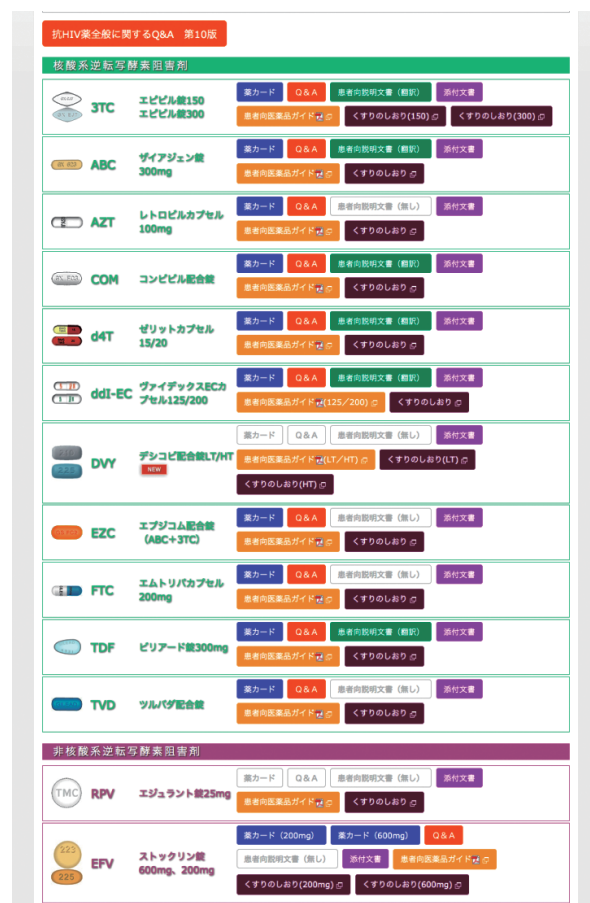 抗HIV薬全般に関するQ&A 第10版
核酸系逆転写酵素阻害剤
3TC
エピビル錠150
エピビル錠300
薬カード Q&A 患者向説明文書（翻訳） 添付文書
患者向医薬品ガイド くすりのしおり(150) くすりのしおり(300)
ABC
ザイアジェン錠
300mg
薬カード Q&A 患者向説明文書（翻訳） 添付文書
患者向医薬品ガイド くすりのしおり
AZT
レトロビルカプセル
100mg
薬カード Q&A 患者向説明文書（無し） 添付文書
患者向医薬品ガイド くすりのしおり
COM
コンビビル配合錠
薬カード Q&A 患者向説明文書（翻訳） 添付文書
患者向医薬品ガイド くすりのしおり
d4T
ゼリットカプセル
15/20
薬カード Q&A 患者向説明文書（翻訳） 添付文書
患者向医薬品ガイド くすりのしおり
ddI-EC
ヴァイデックスECカ
プセル125/200
薬カード Q&A 患者向説明文書（翻訳） 添付文書
患者向医薬品ガイド(125／200) くすりのしおり
DVY
デシコビ配合錠LT/HT
NEW
薬カード Q&A 患者向説明文書（無し） 添付文書
患者向医薬品ガイド(LT／HT) くすりのしおり(LT)
くすりのしおり(HT)
EZC
エプジコム配合錠
（ABC+3TC）
薬カード Q&A 患者向説明文書（無し） 添付文書
患者向医薬品ガイド くすりのしおり
FTC
エムトリバカプセル
200mg
薬カード Q&A 患者向説明文書（無し） 添付文書
患者向医薬品ガイド くすりのしおり
TDF
ビリアード錠300mg
薬カード Q&A 患者向説明文書（翻訳） 添付文書
患者向医薬品ガイド くすりのしおり
TVD
ツルバダ配合錠
薬カード Q&A 患者向説明文書（無し） 添付文書
患者向医薬品ガイド くすりのしおり
非核酸系逆転写酵素阻害剤
TMC
RPV
エジュラント錠25mg
薬カード Q&A 患者向説明文書（無し） 添付文書
患者向医薬品ガイド くすりのしおり
223
225
EFV
ストックリン錠
600mg、200mg
薬カード（200mg） 薬カード（600mg） Q&A
患者向説明文書（無し） 添付文書 患者向医薬品ガイド
くすりのしおり(200mg) くすりのしおり(600mg)